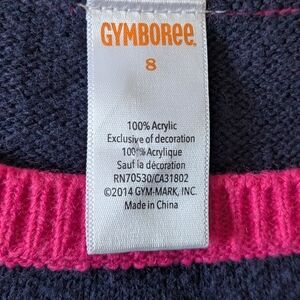 GYMBOREE
8
100% Acrylic
Exclusive of decoration
100% Acrylique
Sauf la décoration
RN70530/CA31802
©2014 GYM-MARK, INC.
Made in China